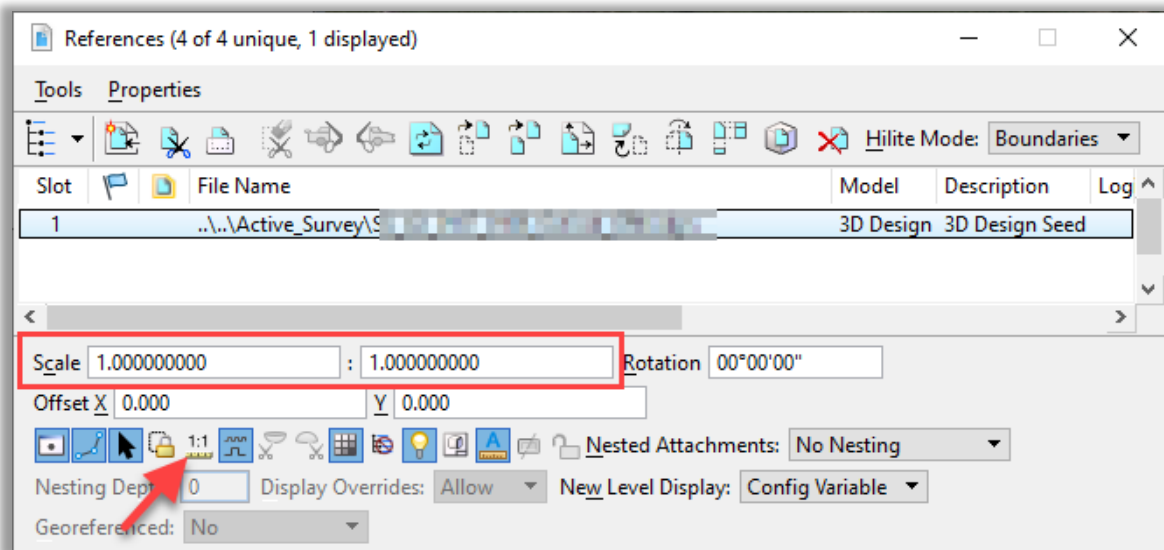 References (4 of 4 unique, 1 displayed)
Tools Properties
Hilite Mode: Boundaries
Slot File Name Model Description Log
1 ..\..\Active_Survey\S 3D Design 3D Design Seed
Scale 1.000000000 : 1.000000000 Rotation 00°00'00"
Offset X 0.000 Y 0.000
1:1 A Nested Attachments: No Nesting
Nesting Dept 0 Display Overrides: Allow New Level Display: Config Variable
Georeferenced: No